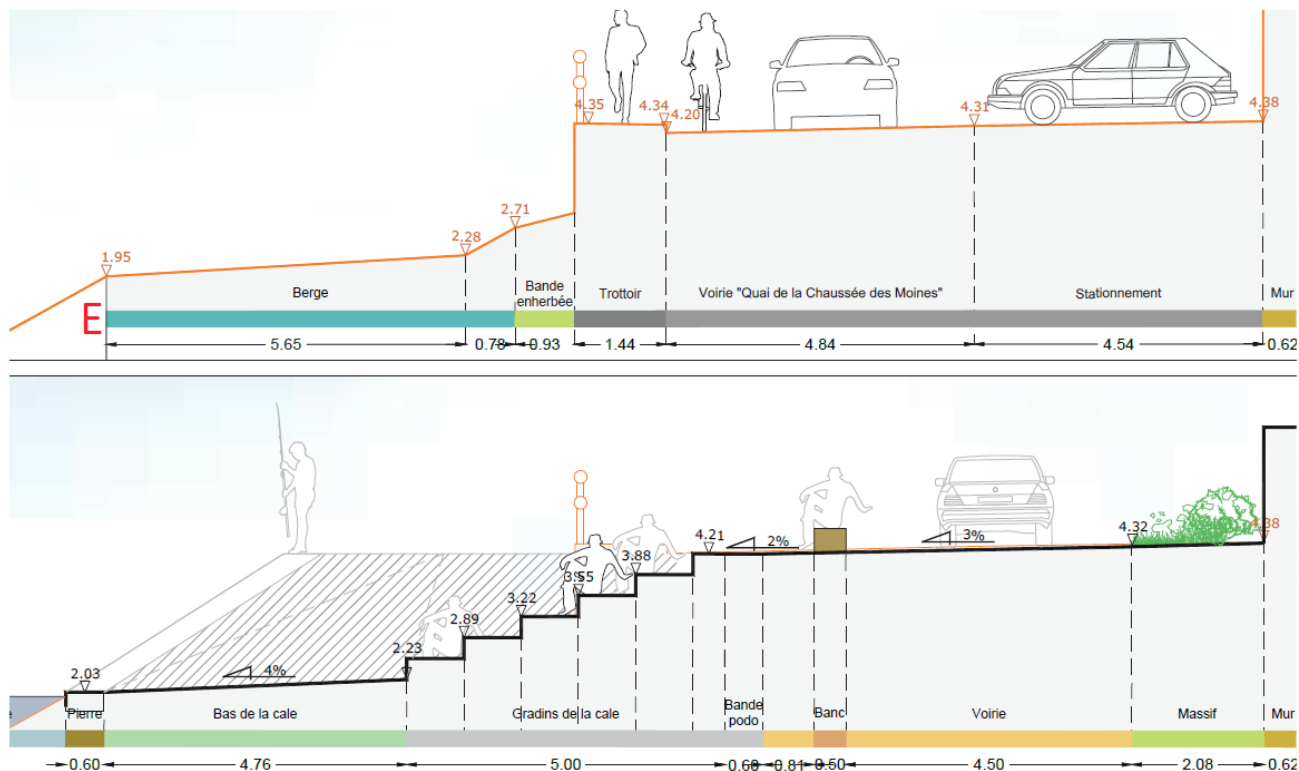 4.35
4.34
4.20
4.31
4.38
2.71
2.28
1.95
Berge
Bande
enherbée
Trottoir
Voirie "Quai de la Chaussée des Moines"
Stationnement
Mur
E
5.65
0.78
0.93
1.44
4.84
4.54
0.62
4.21
2%
3%
4.32
4.38
3.88
3.55
3.22
2.89
2.23
2.03
4%
e
Pierre
Bas de la cale
Gradins de la cale
Bande
podo
Banc
Voirie
Massif
Mur
0.60
4.76
5.00
0.60
0.81
0.50
4.50
2.08
0.62